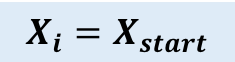 X_i = X_start